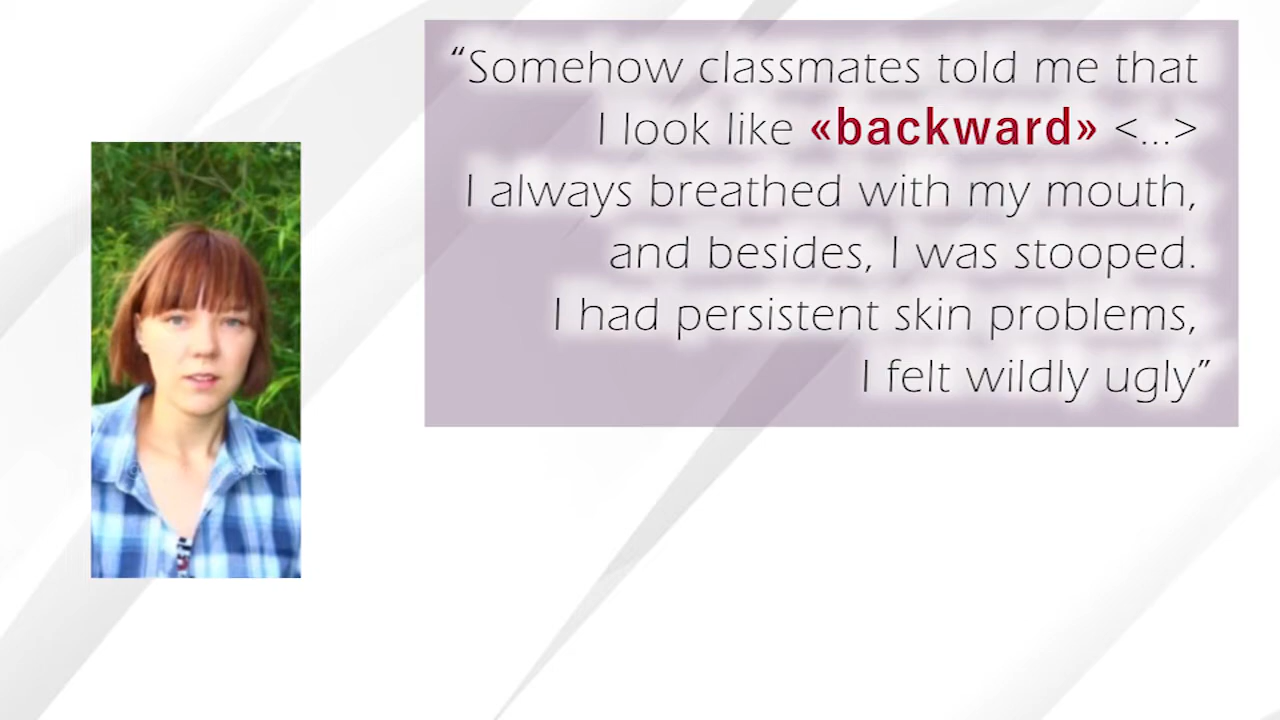 “Somehow classmates told me that
I look like «backward» <...>
I always breathed with my mouth,
and besides, I was stooped.
I had persistent skin problems,
I felt wildly ugly”